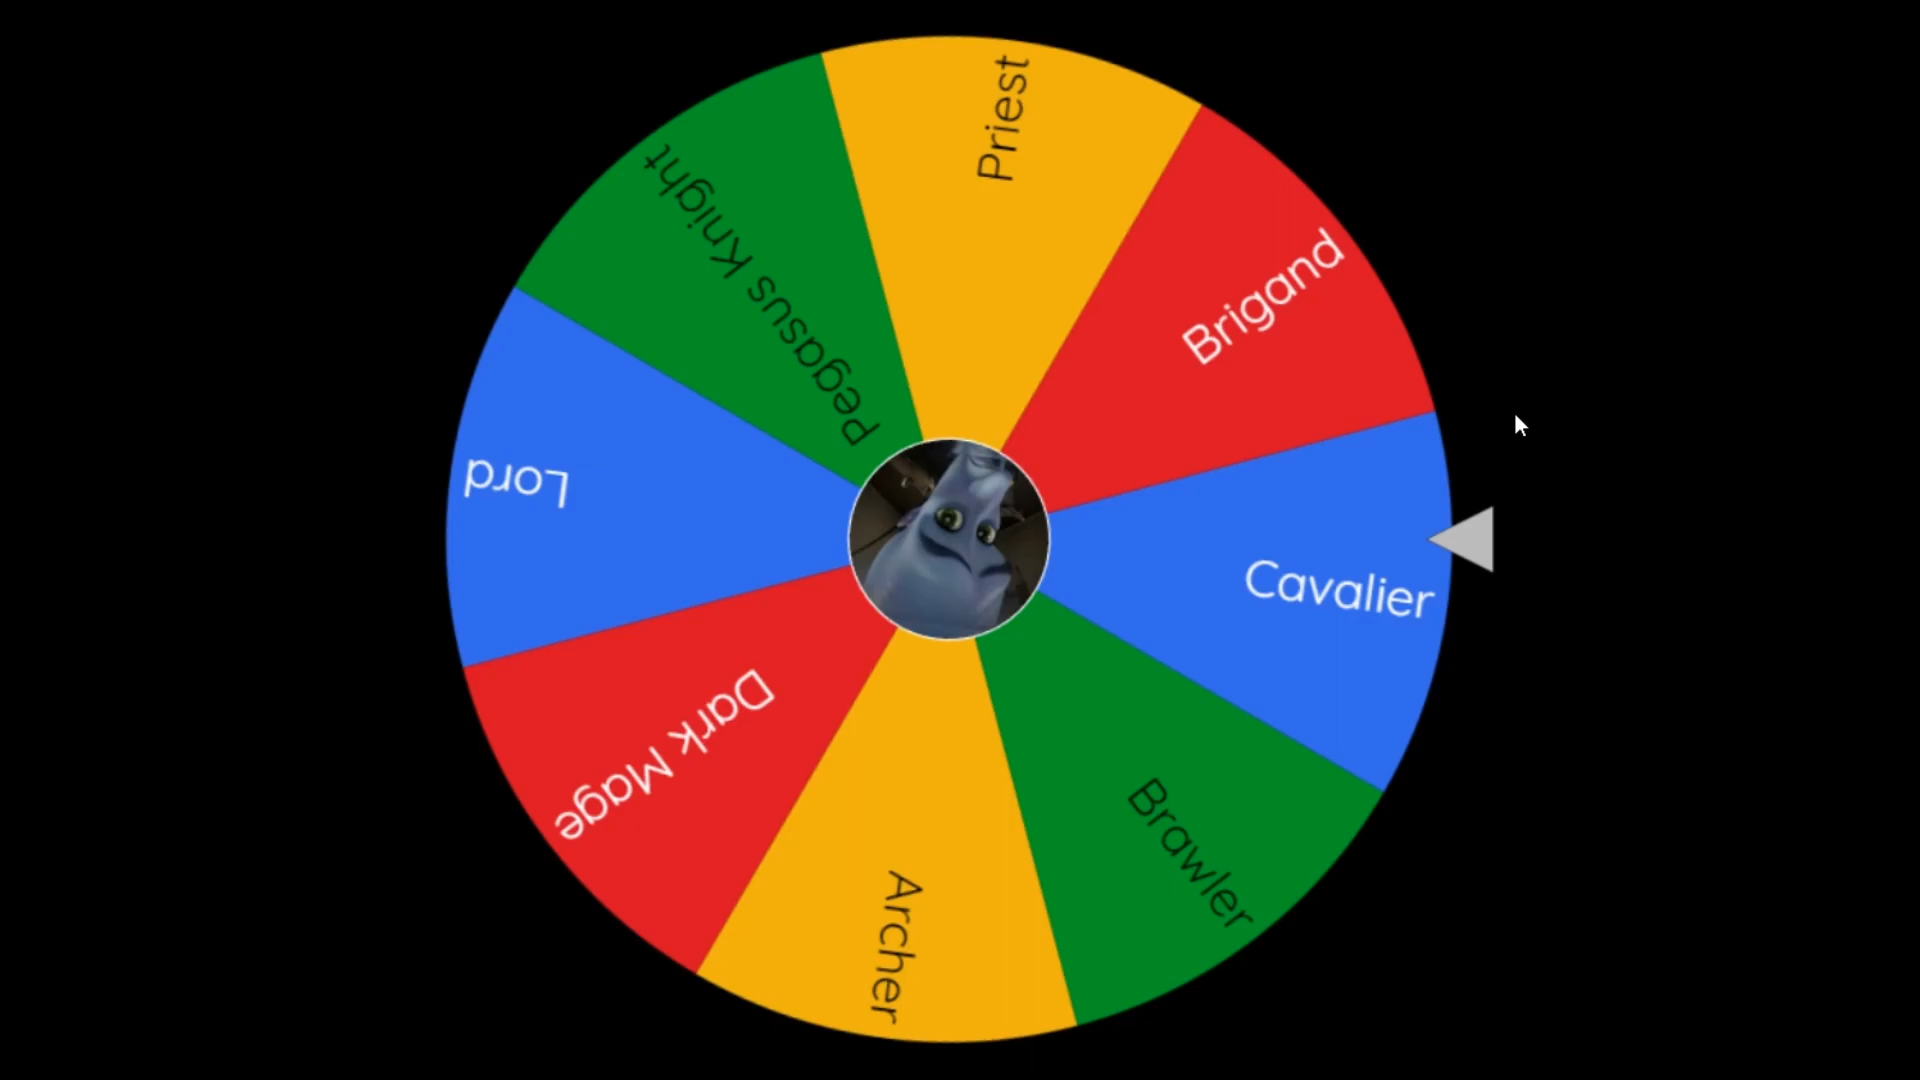 Priest
Brigand
Cavalier
Brawler
Archer
Dark Mage
Lord
Pegasus Knight